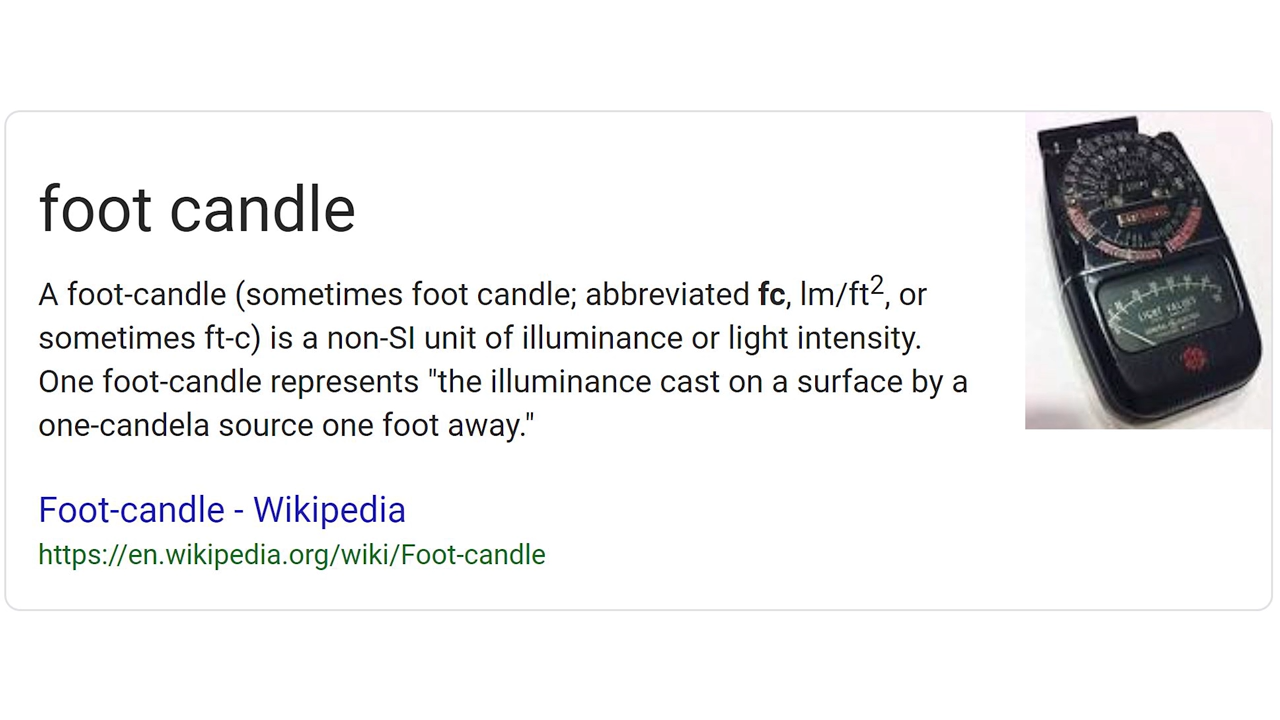 foot candle
A foot-candle (sometimes foot candle; abbreviated fc, lm/ft², or
sometimes ft-c) is a non-SI unit of illuminance or light intensity.
One foot-candle represents "the illuminance cast on a surface by a
one-candela source one foot away."
Foot-candle - Wikipedia
https://en.wikipedia.org/wiki/Foot-candle
LIGHT VALUES